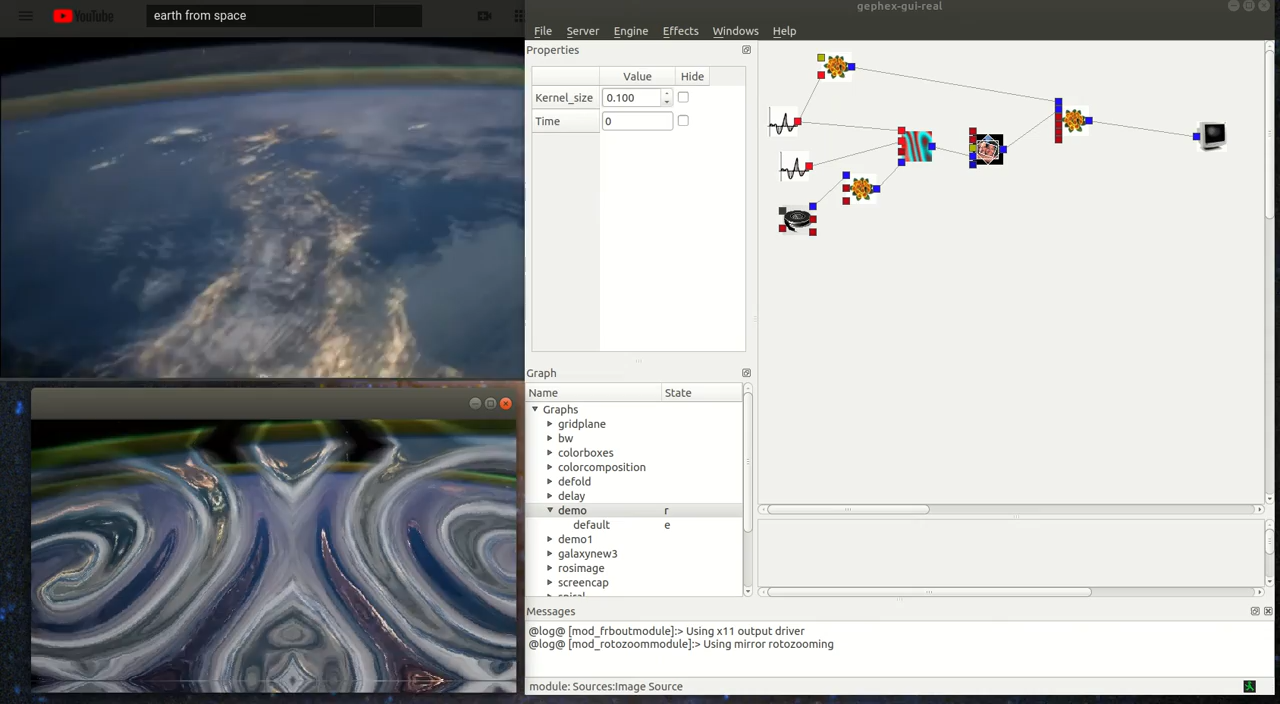 YouTube
earth from space
gephex-gui-real
File Server Engine Effects Windows Help
Properties
Value Hide
Kernel_size 0.100
Time 0
Graph
Name State
Graphs
gridplane
bw
colorboxes
colorcomposition
defold
delay
demo r
default e
demo1
galaxynew3
rosimage
screencap
spiral
Messages
@log@ [mod_frboutmodule]:> Using x11 output driver
@log@ [mod_rotozoommodule]:> Using mirror rotozooming
module: Sources:Image Source